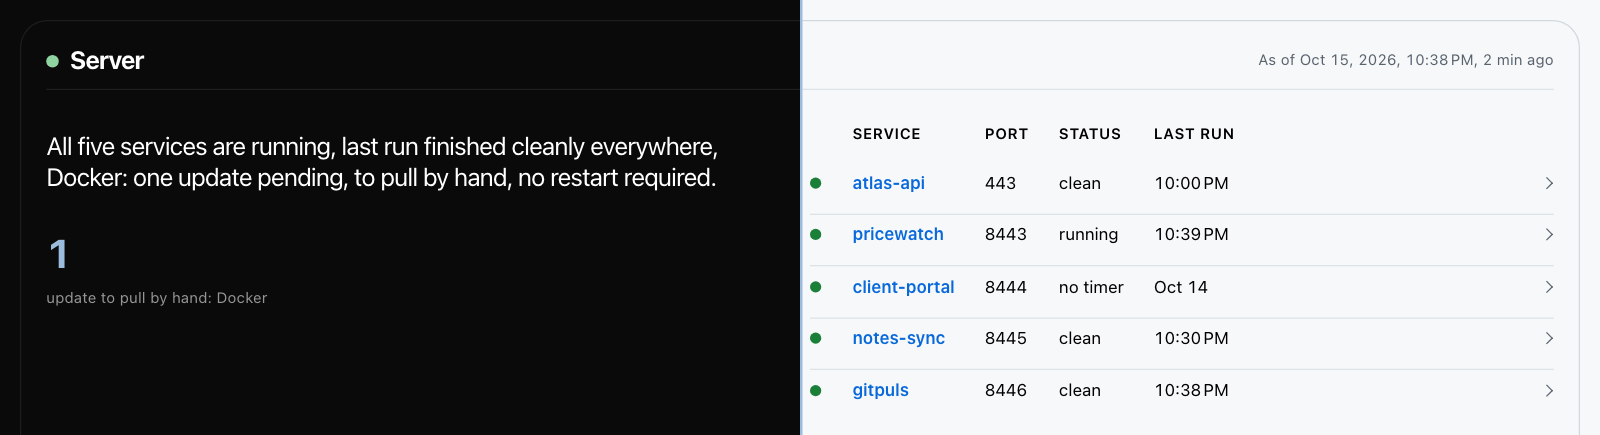 Server
As of Oct 15, 2026, 10:38 PM, 2 min ago
All five services are running, last run finished cleanly everywhere,
Docker: one update pending, to pull by hand, no restart required.
1
update to pull by hand: Docker
SERVICE PORT STATUS LAST RUN
atlas-api 443 clean 10:00 PM
pricewatch 8443 running 10:39 PM
client-portal 8444 no timer Oct 14
notes-sync 8445 clean 10:30 PM
gitpuls 8446 clean 10:38 PM